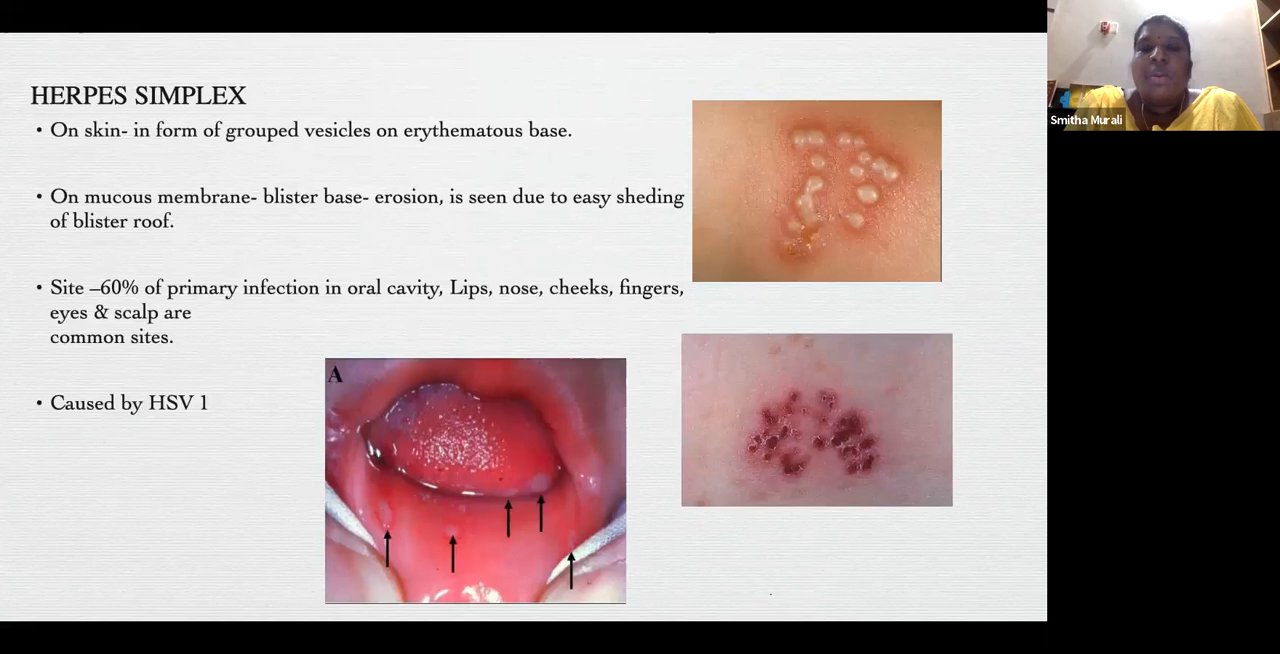 HERPES SIMPLEX
• On skin- in form of grouped vesicles on erythematous base.
• On mucous membrane- blister base- erosion, is seen due to easy sheding
of blister roof.
• Site –60% of primary infection in oral cavity, Lips, nose, cheeks, fingers,
eyes & scalp are
common sites.
• Caused by HSV 1
A
Smitha Murali